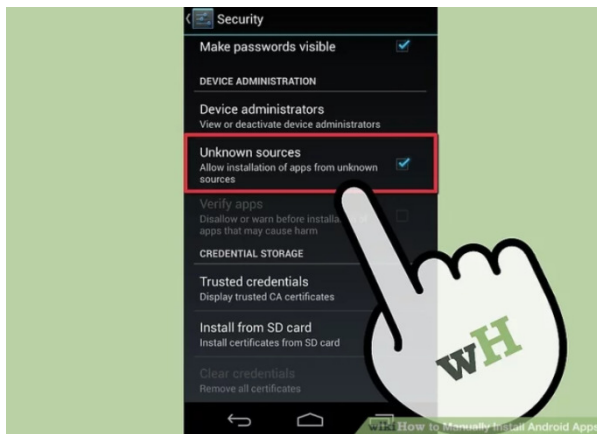 Security
Make passwords visible
DEVICE ADMINISTRATION
Device administrators
View or deactivate device administrators
Unknown sources
Allow installation of apps from unknown
sources
Verify apps
Disallow or warn before
apps that may cause harm
CREDENTIAL STORAGE
Trusted credentials
Display trusted CA certificates
Install from SD card
Install certificates from SD card
Clear credentials
Remove all certificates
wH
wikiHow to Manually Install Android Apps